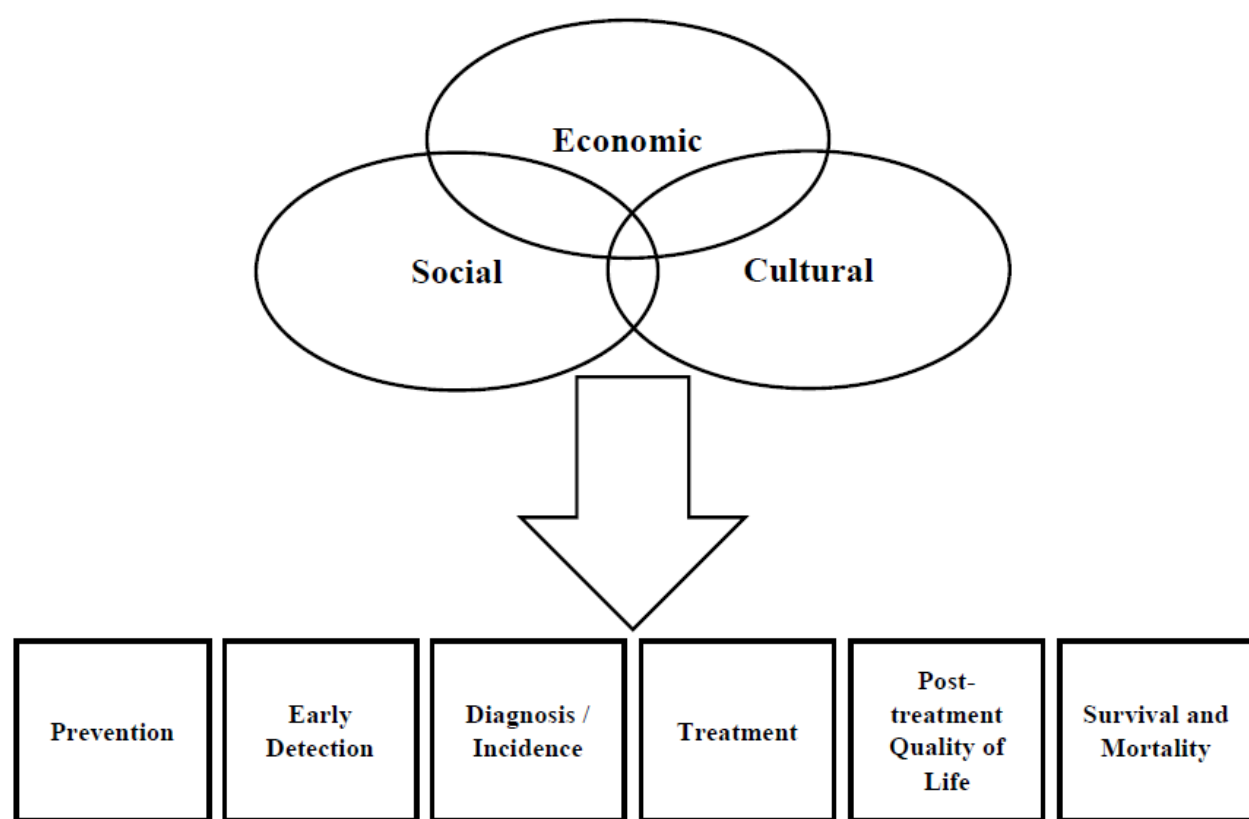 Economic
Social
Cultural
Prevention
Early
Detection
Diagnosis /
Incidence
Treatment
Post-
treatment
Quality of
Life
Survival and
Mortality